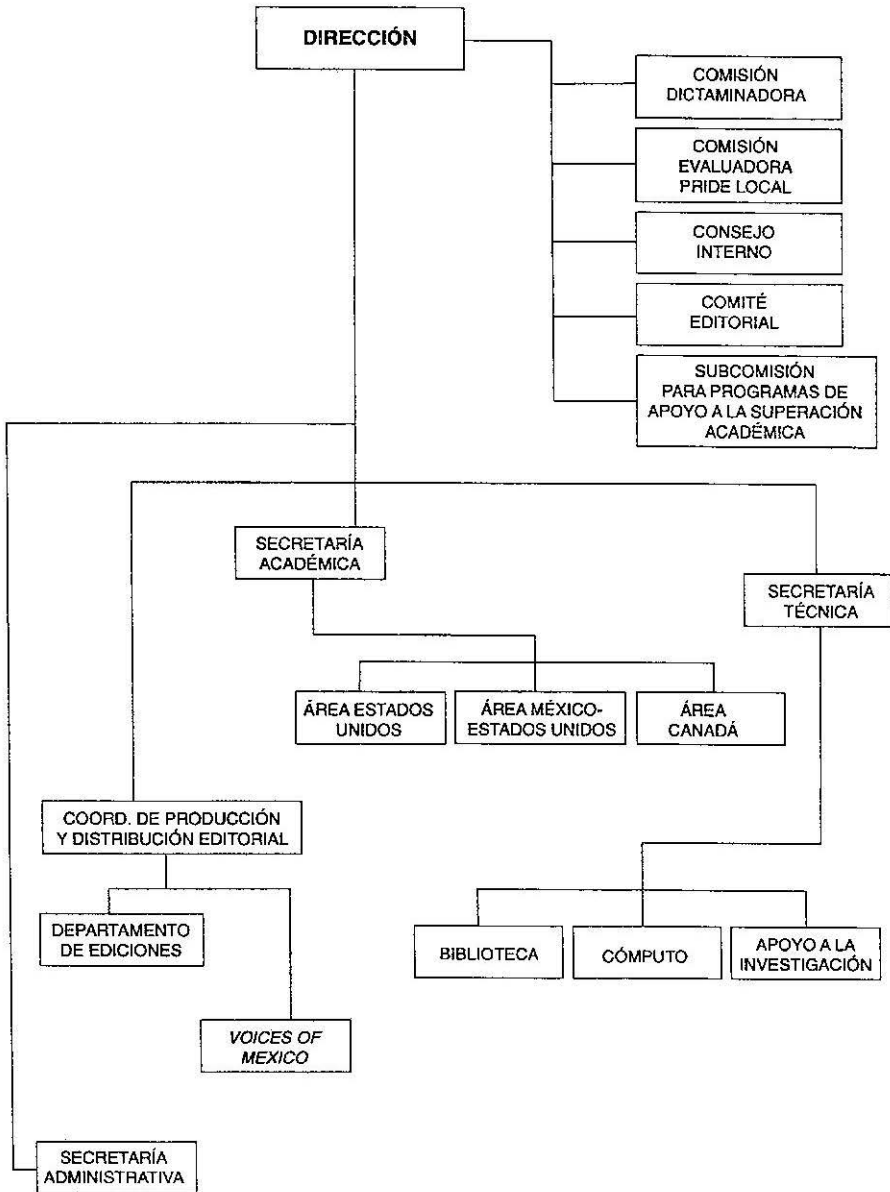 DIRECCIÓN
COMISIÓN
DICTAMINADORA
COMISIÓN
EVALUADORA
PRIDE LOCAL
CONSEJO
INTERNO
COMITÉ
EDITORIAL
SUBCOMISIÓN
PARA PROGRAMAS DE
APOYO A LA SUPERACIÓN
ACADÉMICA
SECRETARÍA
ACADÉMICA
SECRETARÍA
TÉCNICA
ÁREA ESTADOS
UNIDOS
ÁREA MÉXICO-
ESTADOS UNIDOS
ÁREA
CANADÁ
COORD. DE PRODUCCIÓN
Y DISTRIBUCIÓN EDITORIAL
DEPARTAMENTO
DE EDICIONES
BIBLIOTECA
CÓMPUTO
APOYO A LA
INVESTIGACIÓN
VOICES OF
MEXICO
SECRETARÍA
ADMINISTRATIVA